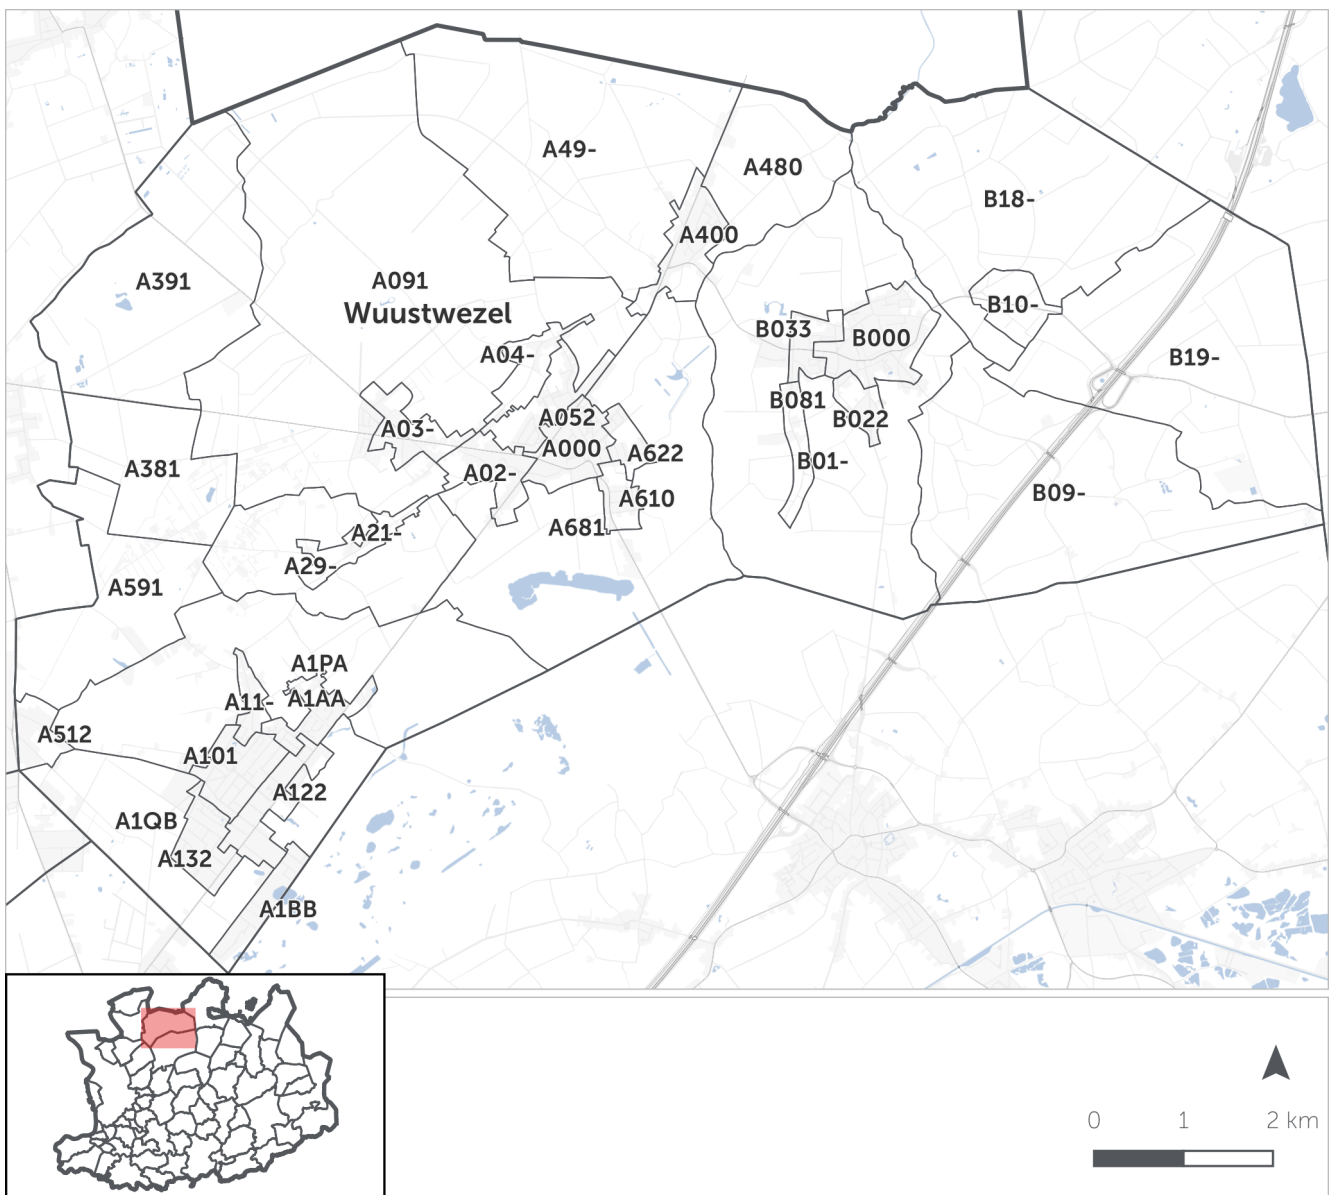 A49-
A480
B18-
A400
A391
A091
B10-
Wuustwezel
B033
B000
A04-
B19-
B081
A052
B022
A03-
A000
A622
B01-
A381
A02-
B09-
A610
A681
A21-
A29-
A591
A1PA
A11-
A1AA
A512
A101
A122
A1QB
A132
A1BB
0 1 2 km